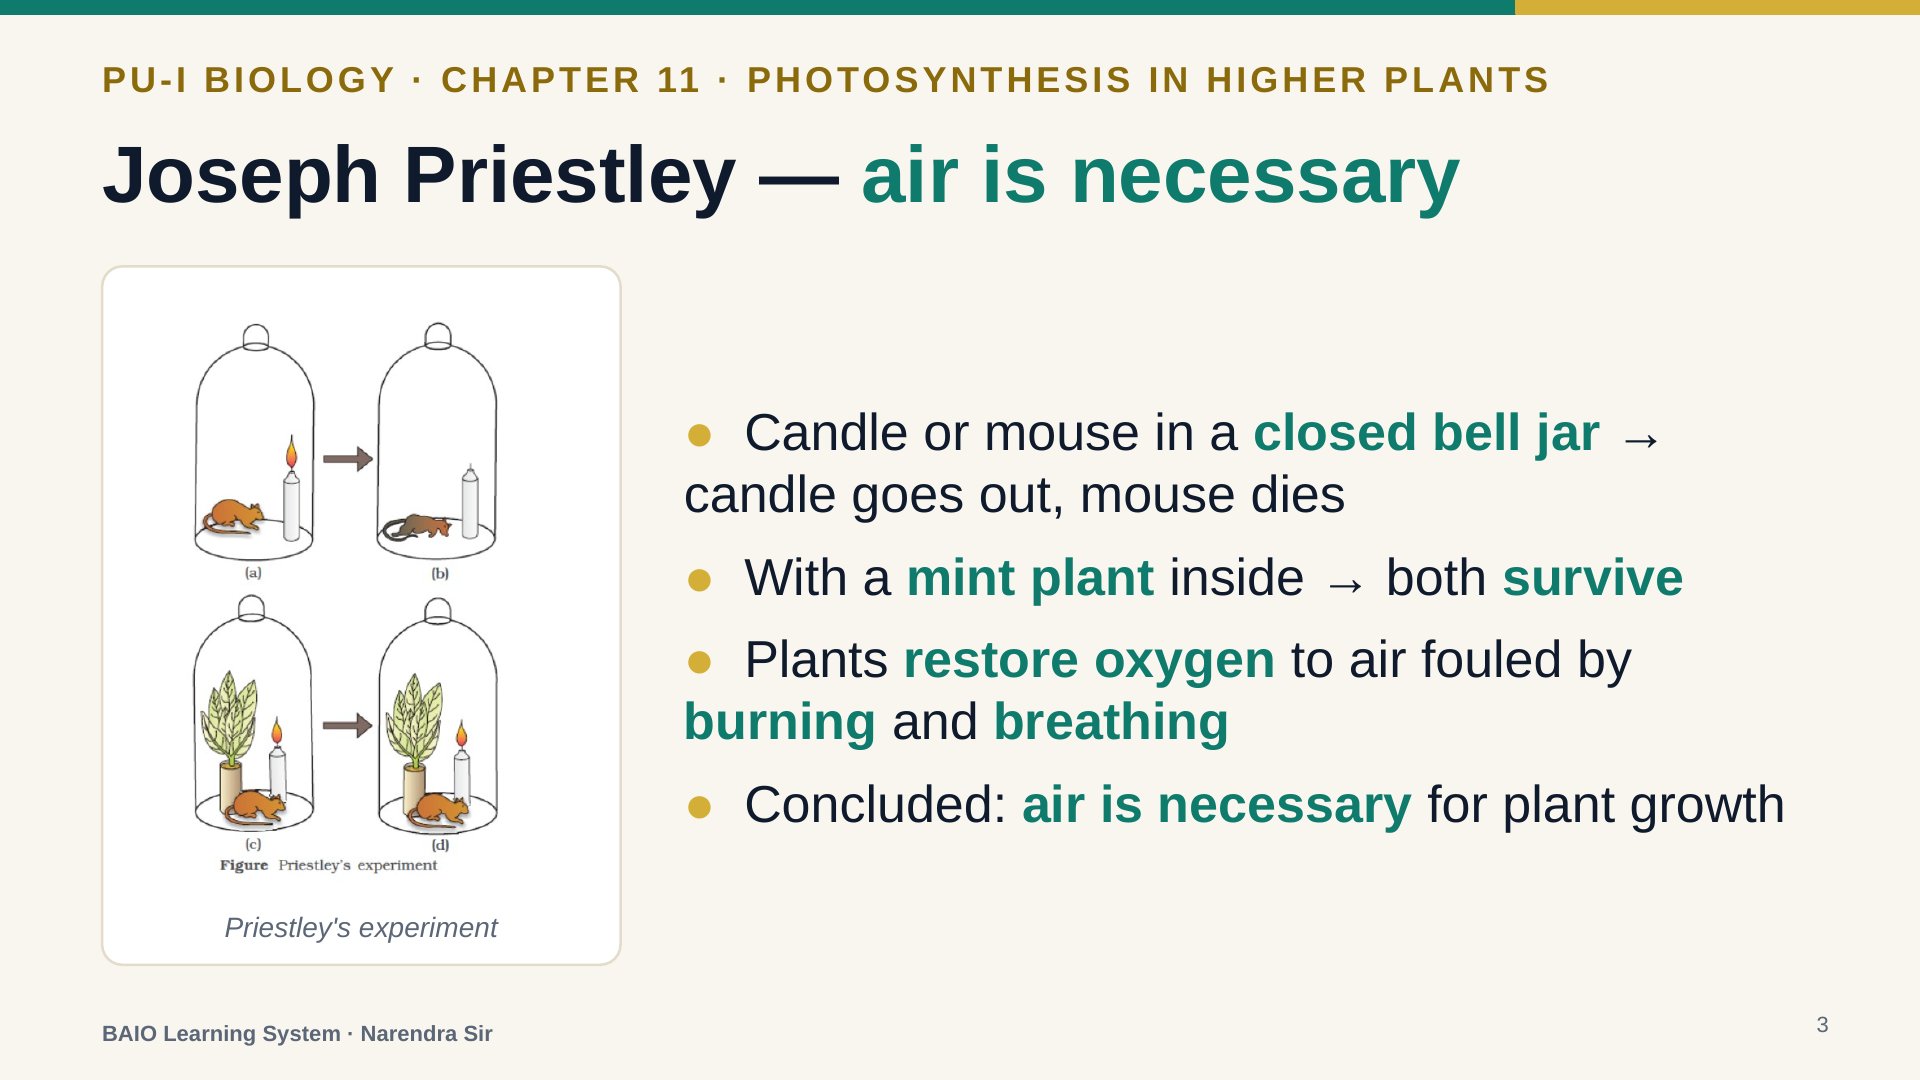 PU-I BIOLOGY · CHAPTER 11 · PHOTOSYNTHESIS IN HIGHER PLANTS
Joseph Priestley — air is necessary
(a) (b)
(c) (d)
Figure Priestley's experiment
Priestley's experiment
● Candle or mouse in a closed bell jar →
candle goes out, mouse dies
● With a mint plant inside → both survive
● Plants restore oxygen to air fouled by
burning and breathing
● Concluded: air is necessary for plant growth
BAIO Learning System · Narendra Sir
3